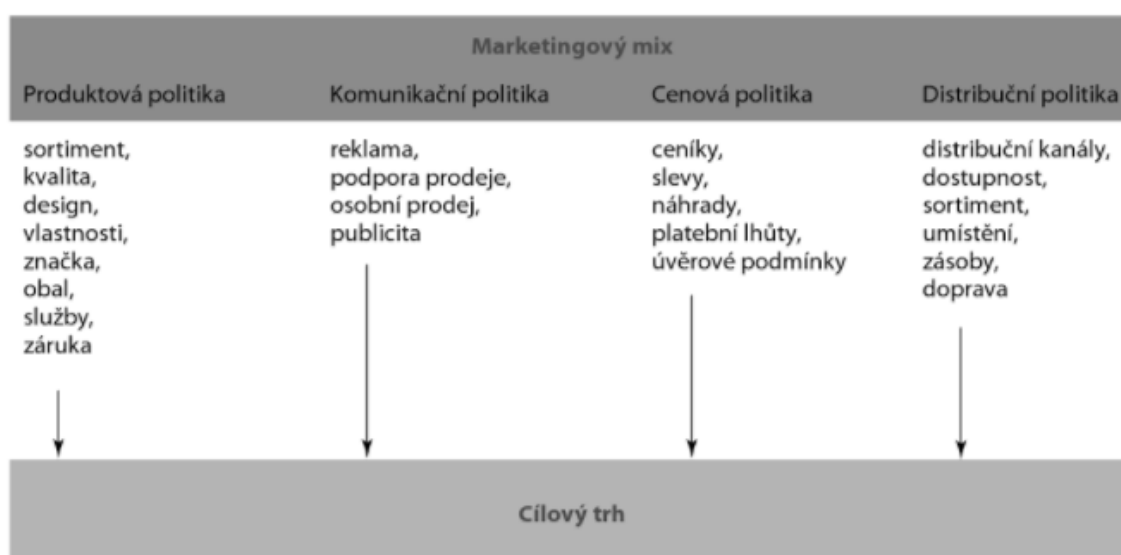 Marketingový mix
Produktová politika
Komunikační politika
Cenová politika
Distribuční politika
sortiment,
kvalita,
design,
vlastnosti,
značka,
obal,
služby,
záruka
reklama,
podpora prodeje,
osobní prodej,
publicita
ceníky,
slevy,
náhrady,
platební lhůty,
úvěrové podmínky
distribuční kanály,
dostupnost,
sortiment,
umístění,
zásoby,
doprava
Cílový trh